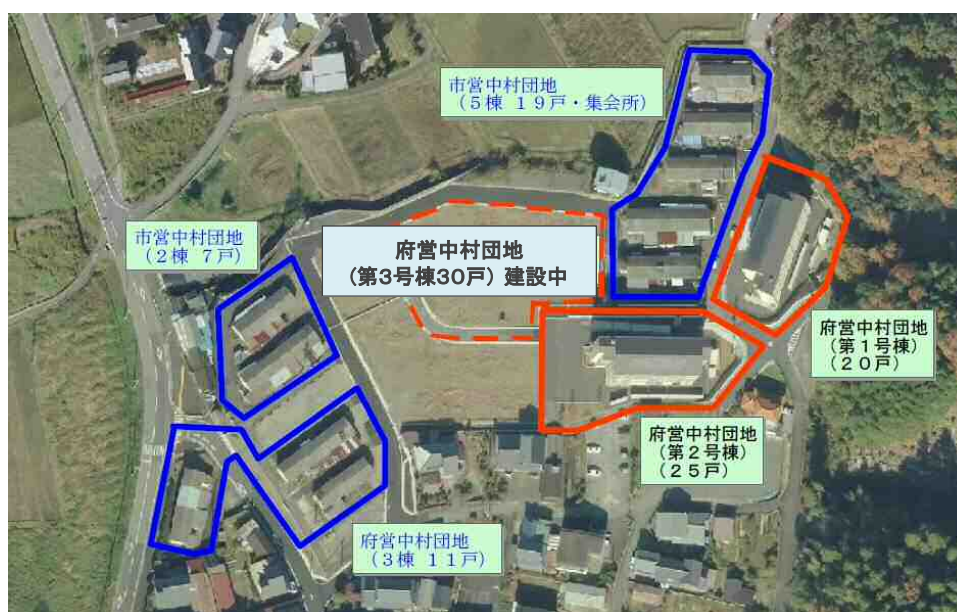 市営中村団地
（５棟 １９戸・集会所）
市営中村団地
（２棟 ７戸）
府営中村団地
(第3号棟30戸) 建設中
府営中村団地
（第１号棟）
（２０戸）
府営中村団地
（第２号棟）
（２５戸）
府営中村団地
（３棟 １１戸）